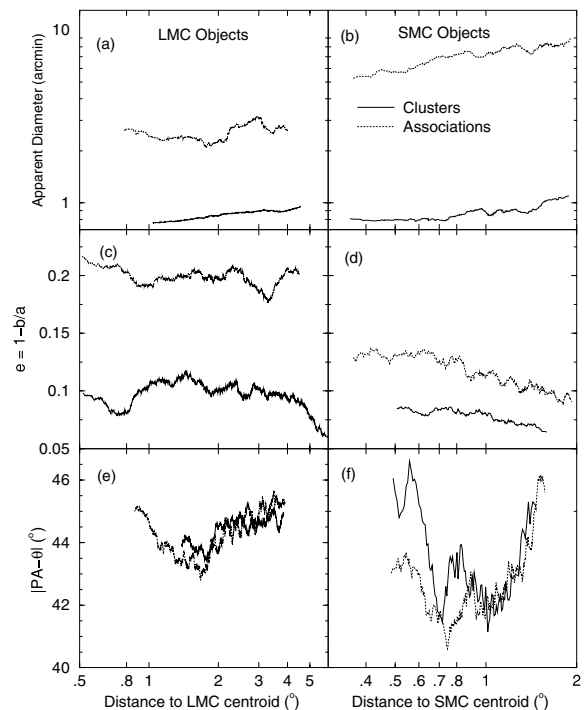 10
(a)
LMC Objects
(b)
SMC Objects
Clusters
Associations
Apparent Diameter (arcmin)
1
(c)
(d)
0.2
0.15
0.1
0.05
e = 1−b/a
(e)
(f)
46
44
42
40
|PA−θ| (°)
.5 .8 1 2 3 4 5
.4 .5 .6 0.7 .8 1 2
Distance to LMC centroid (°)
Distance to SMC centroid (°)